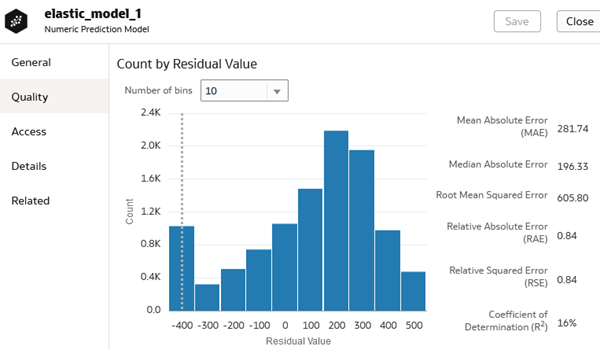 elastic_model_1
Numeric Prediction Model
Save
Close
General
Quality
Access
Details
Related
Count by Residual Value
Number of bins
10
2.4K
2.0K
1.6K
1.2K
0.8K
0.4K
0.0
Count
-400 -300 -200 -100 0 100 200 300 400 500
Residual Value
Mean Absolute Error
(MAE)
281.74
Median Absolute Error
196.33
Root Mean Squared Error
605.80
Relative Absolute Error
(RAE)
0.84
Relative Squared Error
(RSE)
0.84
Coefficient of
Determination (R²)
16%